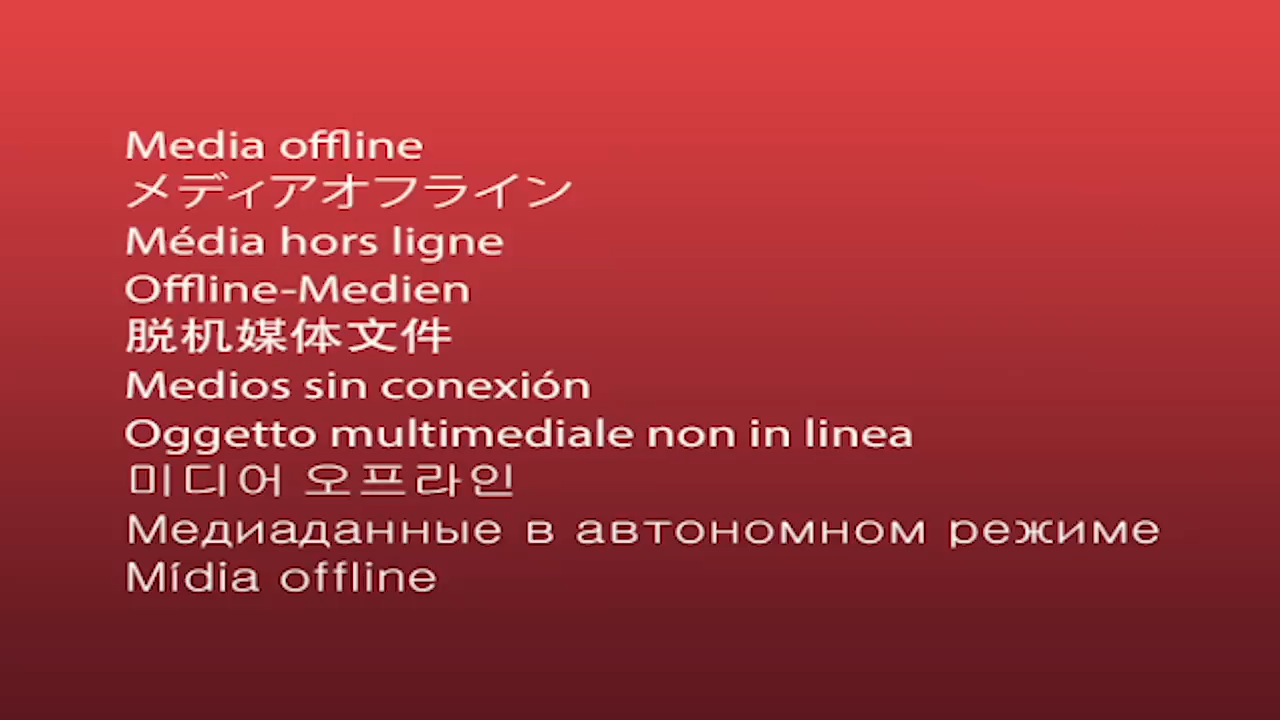 Media offline
メディアオフライン
Média hors ligne
Offline-Medien
脱机媒体文件
Medios sin conexión
Oggetto multimediale non in linea
미디어 오프라인
Медиаданные в автономном режиме
Mídia offline